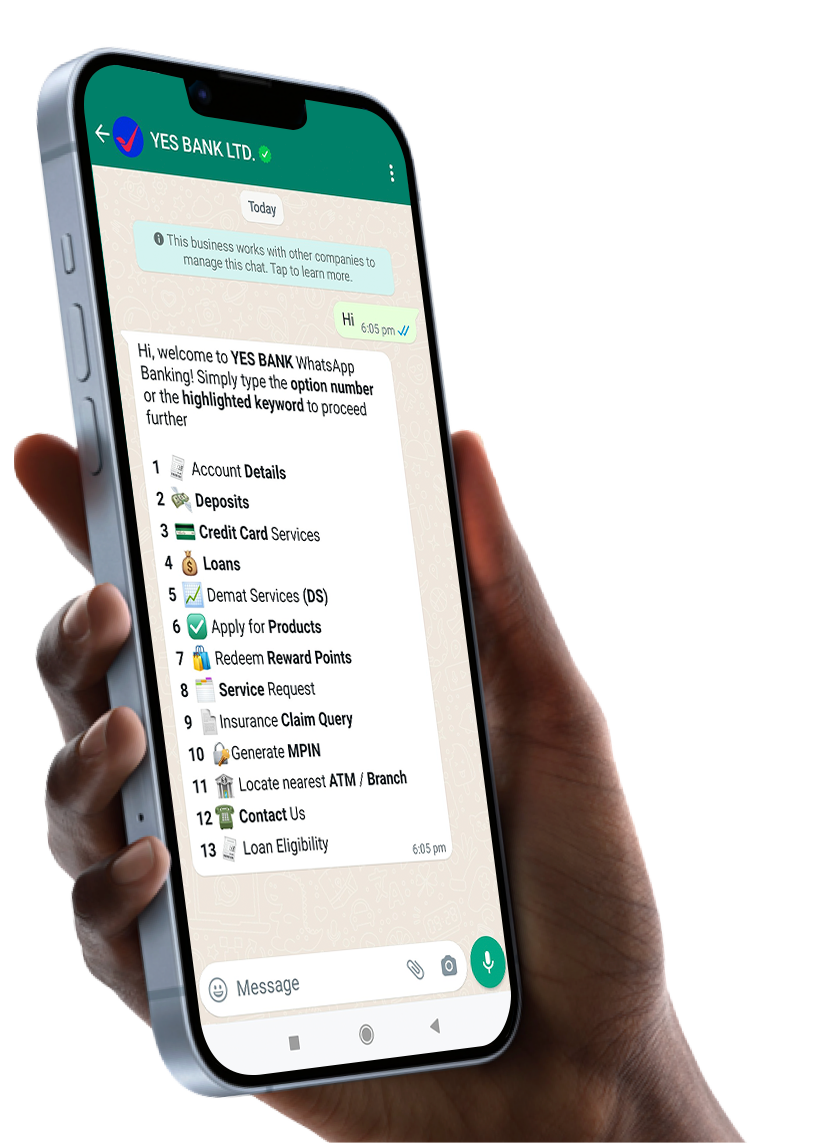 YES BANK LTD.
Today
This business works with other companies to
manage this chat. Tap to learn more.
Hi 6:05 pm
Hi, welcome to YES BANK WhatsApp
Banking! Simply type the option number
or the highlighted keyword to proceed
further
1 Account Details
2 Deposits
3 Credit Card Services
4 Loans
5 Demat Services (DS)
6 Apply for Products
7 Redeem Reward Points
8 Service Request
9 Insurance Claim Query
10 Generate MPIN
11 Locate nearest ATM / Branch
12 Contact Us
13 Loan Eligibility
6:05 pm
Message